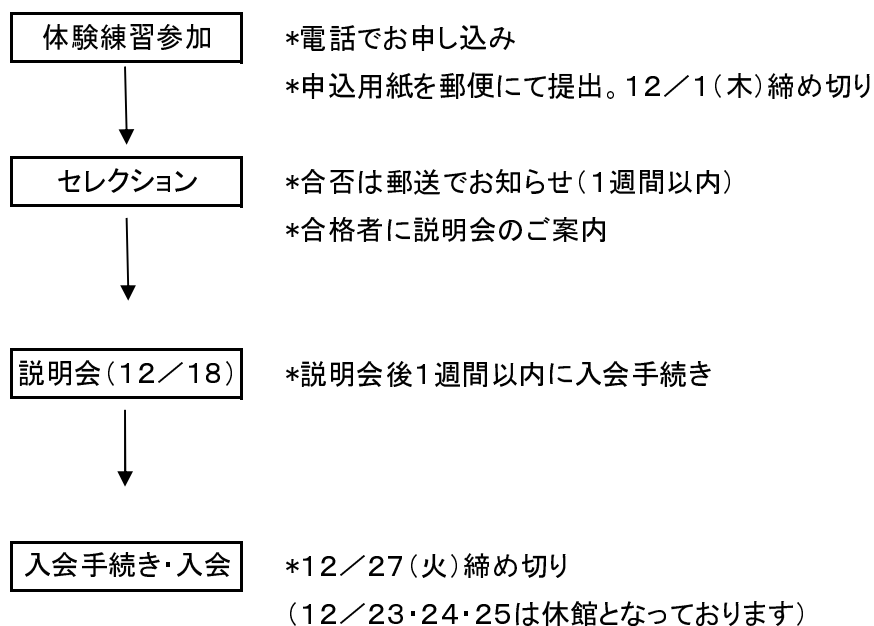 体験練習参加
*電話でお申し込み
*申込用紙を郵便にて提出。12／1(木)締め切り
セレクション
*合否は郵送でお知らせ(1週間以内)
*合格者に説明会のご案内
説明会(12／18)
*説明会後1週間以内に入会手続き
入会手続き・入会
*12／27(火)締め切り
(12／23・24・25は休館となっております)